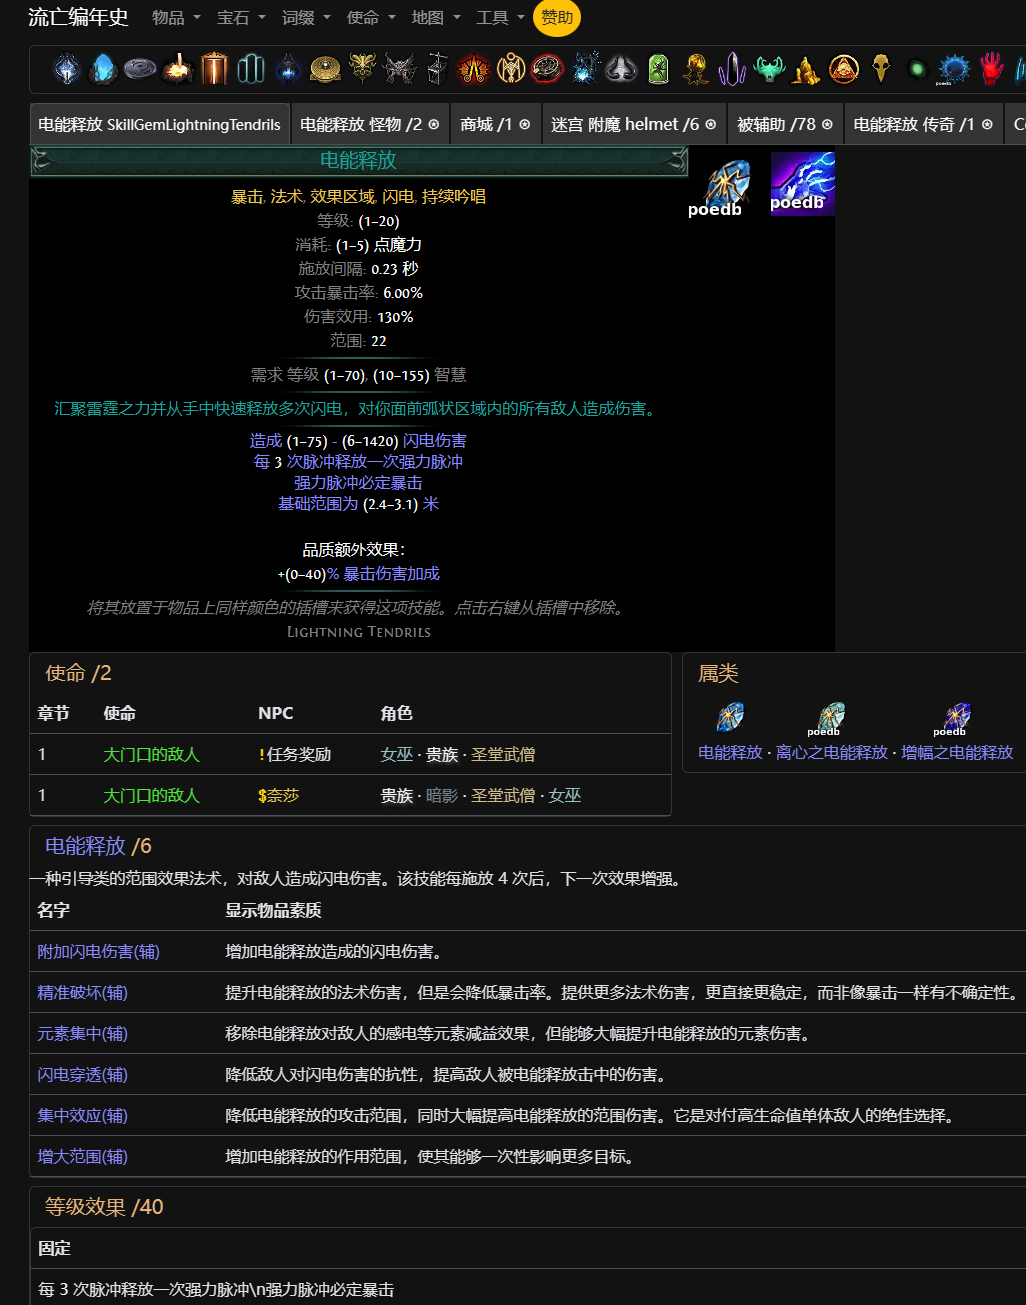 流亡编年史 物品 宝石 词缀 使命 地图 工具 赞助
poedb
电能释放 SkillGemLightningTendrils 电能释放 怪物 /2 ⊙ 商城 /1 ⊙ 迷宫 附魔 helmet /6 ⊙ 被辅助 /78 ⊙ 电能释放 传奇 /1 ⊙
电能释放
poedb poedb
暴击, 法术, 效果区域, 闪电, 持续吟唱
等级: (1–20)
消耗: (1–5) 点魔力
施放间隔: 0.23 秒
攻击暴击率: 6.00%
伤害效用: 130%
范围: 22
需求 等级 (1–70), (10–155) 智慧
汇聚雷霆之力并从手中快速释放多次闪电，对你面前弧状区域内的所有敌人造成伤害。
造成 (1–75) - (6–1420) 闪电伤害
每 3 次脉冲释放一次强力脉冲
强力脉冲必定暴击
基础范围为 (2.4–3.1) 米
品质额外效果：
+(0–40)% 暴击伤害加成
将其放置于物品上同样颜色的插槽来获得这项技能。点击右键从插槽中移除。
Lightning Tendrils
使命 /2
章节 使命 NPC 角色
1 大门口的敌人 !任务奖励 女巫 · 贵族 · 圣堂武僧
1 大门口的敌人 $奈莎 贵族 · 暗影 · 圣堂武僧 · 女巫
属类
poedb poedb
电能释放 · 离心之电能释放 · 增幅之电能释放
电能释放 /6
一种引导类的范围效果法术，对敌人造成闪电伤害。该技能每施放 4 次后，下一次效果增强。
名字 显示物品素质
附加闪电伤害(辅) 增加电能释放造成的闪电伤害。
精准破坏(辅) 提升电能释放的法术伤害，但是会降低暴击率。提供更多法术伤害，更直接更稳定，而非像暴击一样有不确定性。
元素集中(辅) 移除电能释放对敌人的感电等元素减益效果，但能够大幅提升电能释放的元素伤害。
闪电穿透(辅) 降低敌人对闪电伤害的抗性，提高敌人被电能释放击中的伤害。
集中效应(辅) 降低电能释放的攻击范围，同时大幅提高电能释放的范围伤害。它是对付高生命值单体敌人的绝佳选择。
增大范围(辅) 增加电能释放的作用范围，使其能够一次性影响更多目标。
等级效果 /40
固定
每 3 次脉冲释放一次强力脉冲\n强力脉冲必定暴击